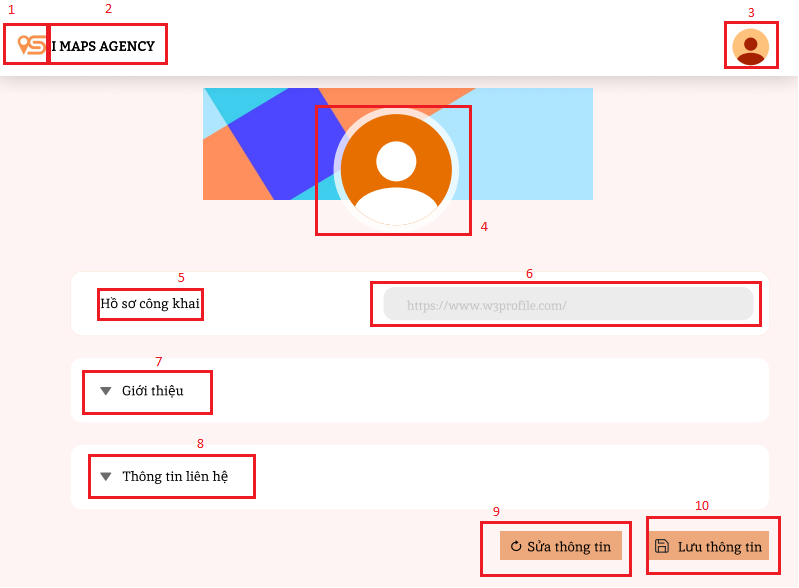 1
2
3
I MAPS AGENCY
4
5
6
Hồ sơ công khai
https://www.w3profile.com/
7
Giới thiệu
8
Thông tin liên hệ
9
10
Sửa thông tin
Lưu thông tin